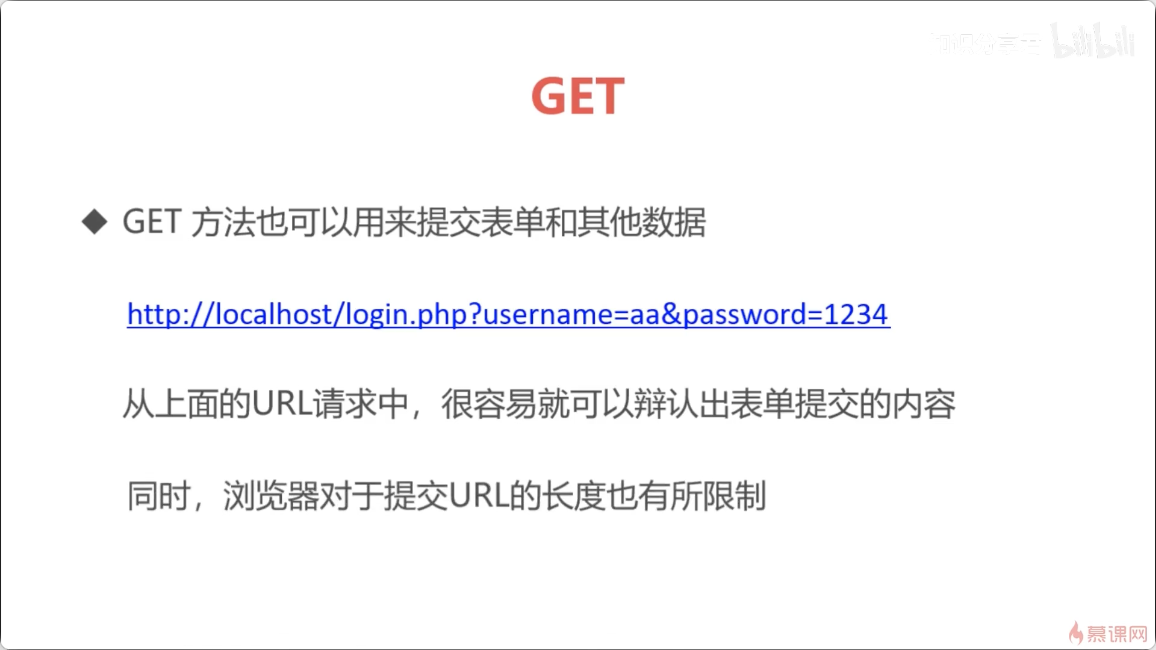 bilibili
GET
◆ GET 方法也可以用来提交表单和其他数据
http://localhost/login.php?username=aa&password=1234
从上面的URL请求中，很容易就可以辩认出表单提交的内容
同时，浏览器对于提交URL的长度也有所限制
慕课网